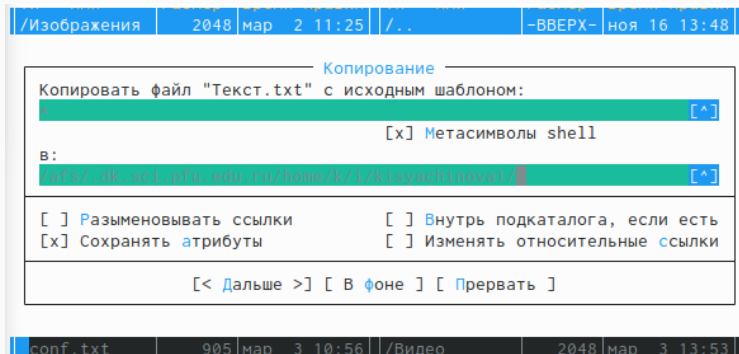 /Изображения 2048 мар 2 11:25 /.. -ВВЕРХ- ноя 16 13:48
Копирование
Копировать файл "Текст.txt" с исходным шаблоном:
* [^]
[x] Метасимволы shell
в:
/afs/.dk.sci.pfu.edu.ru/home/k/i/kisyachinowa1/ [^]
[ ] Разыменовывать ссылки [ ] Внутрь подкаталога, если есть
[x] Сохранять атрибуты [ ] Изменять относительные ссылки
[< Дальше >] [ В фоне ] [ Прервать ]
conf.txt 905 мар 3 10:56 /Видео 2048 мар 3 13:53